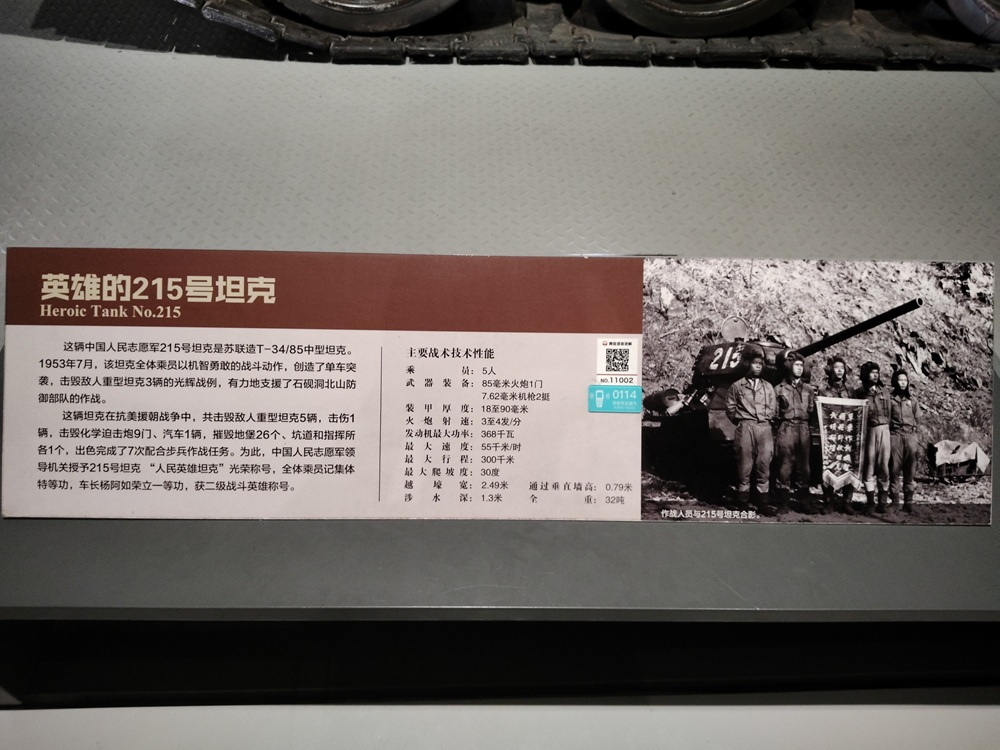 英雄的215号坦克
Heroic Tank No.215
这辆中国人民志愿军215号坦克是苏联造T-34/85中型坦克。
1953年7月，该坦克全体乘员以机智勇敢的战斗动作，创造了单车突
袭，击毁敌人重型坦克3辆的光辉战例，有力地支援了石砚洞北山防
御部队的作战。
这辆坦克在抗美援朝战争中，共击毁敌人重型坦克5辆，击伤1
辆，击毁化学迫击炮9门、汽车1辆，摧毁地堡26个、坑道和指挥所
各1个，出色完成了7次配合步兵作战任务。为此，中国人民志愿军领
导机关授予215号坦克 “人民英雄坦克”光荣称号，全体乘员记集体
特等功，车长杨阿如荣立一等功，获二级战斗英雄称号。
主要战术技术性能
乘员：5人
武器装备：85毫米火炮1门
7.62毫米机枪2挺
装甲厚度：18至90毫米
火炮射速：3至4发/分
发动机最大功率：368千瓦
最大速度：55千米/时
最大行程：300千米
最大爬坡度：30度
越壕宽：2.49米 通过垂直墙高：0.79米
涉水深：1.3米 全重：32吨
NO.11002
0114
215
作战人员与215号坦克合影。